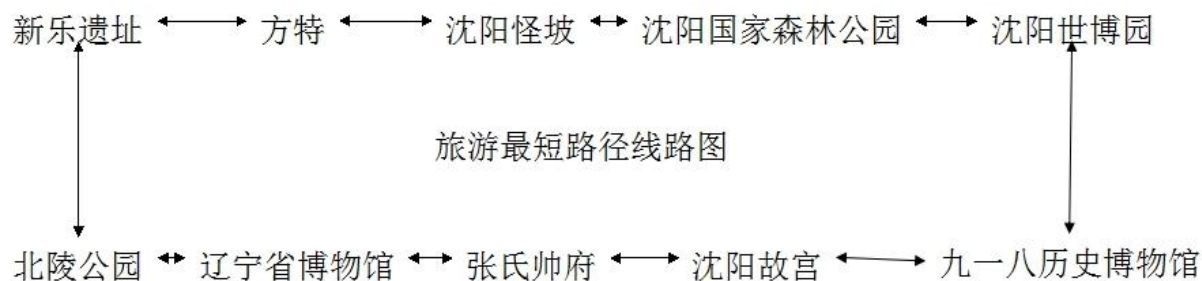 新乐遗址 方特 沈阳怪坡 沈阳国家森林公园 沈阳世博园
旅游最短路径线路图
北陵公园 辽宁省博物馆 张氏帅府 沈阳故宫 九一八历史博物馆